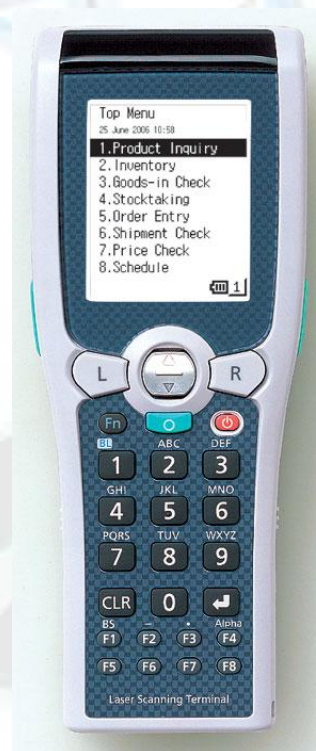 Top Menu
25 June 2006 10:58
1.Product Inquiry
2.Inventory
3.Goods-in Check
4.Stocktaking
5.Order Entry
6.Shipment Check
7.Price Check
8.Schedule
1
L R
Fn
BL ABC DEF
1 2 3
GHI JKL MNO
4 5 6
PQRS TUV WXYZ
7 8 9
CLR 0
BS − • Alpha
F1 F2 F3 F4
F5 F6 F7 F8
Laser Scanning Terminal